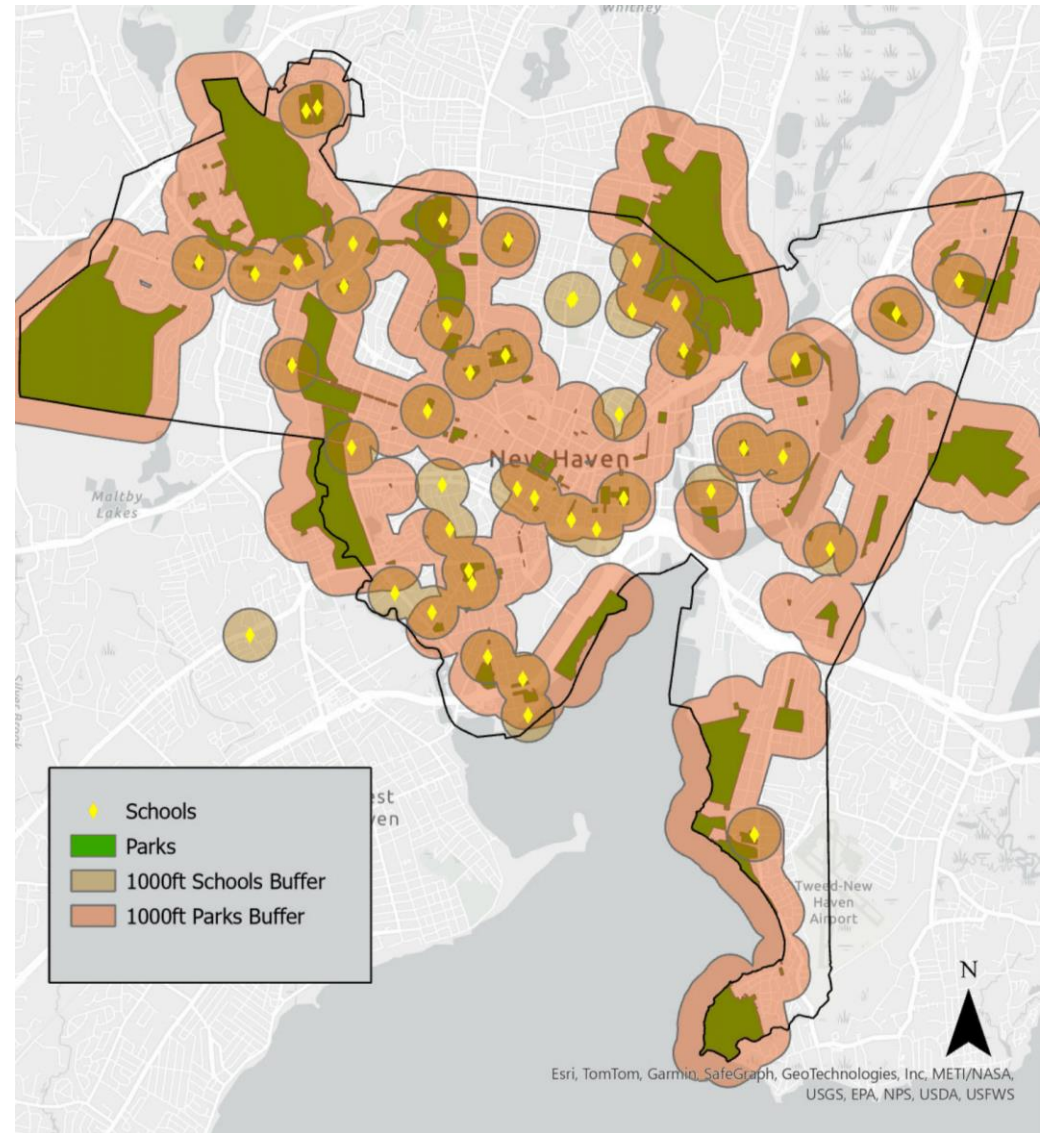 Whitney
Maltby
Lakes
New Haven
est
ven
Schools
Parks
1000ft Schools Buffer
1000ft Parks Buffer
Tweed-New
Haven
Airport
N
Esri, TomTom, Garmin, SafeGraph, GeoTechnologies, Inc, METI/NASA,
USGS, EPA, NPS, USDA, USFWS